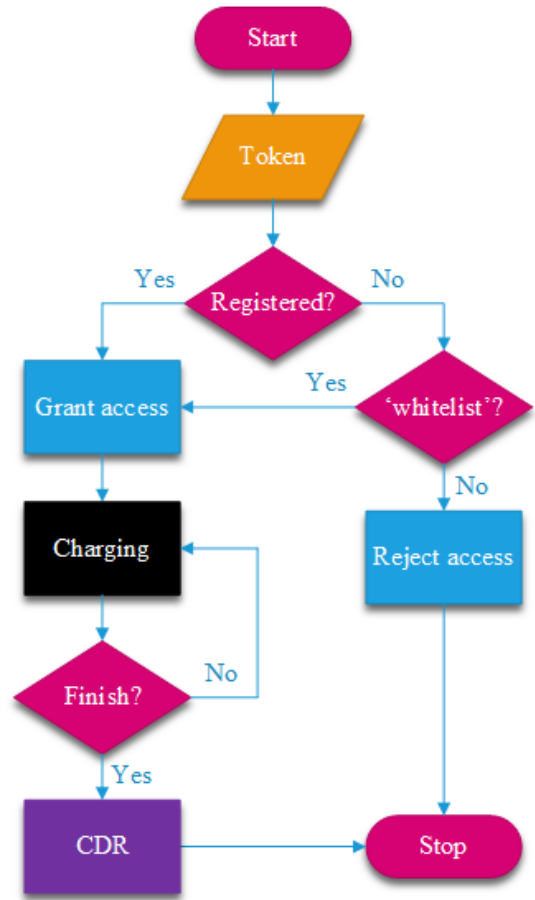 Start
Token
Yes
Registered?
No
Grant access
Yes
‘whitelist’?
No
Charging
Reject access
Finish?
No
Yes
CDR
Stop